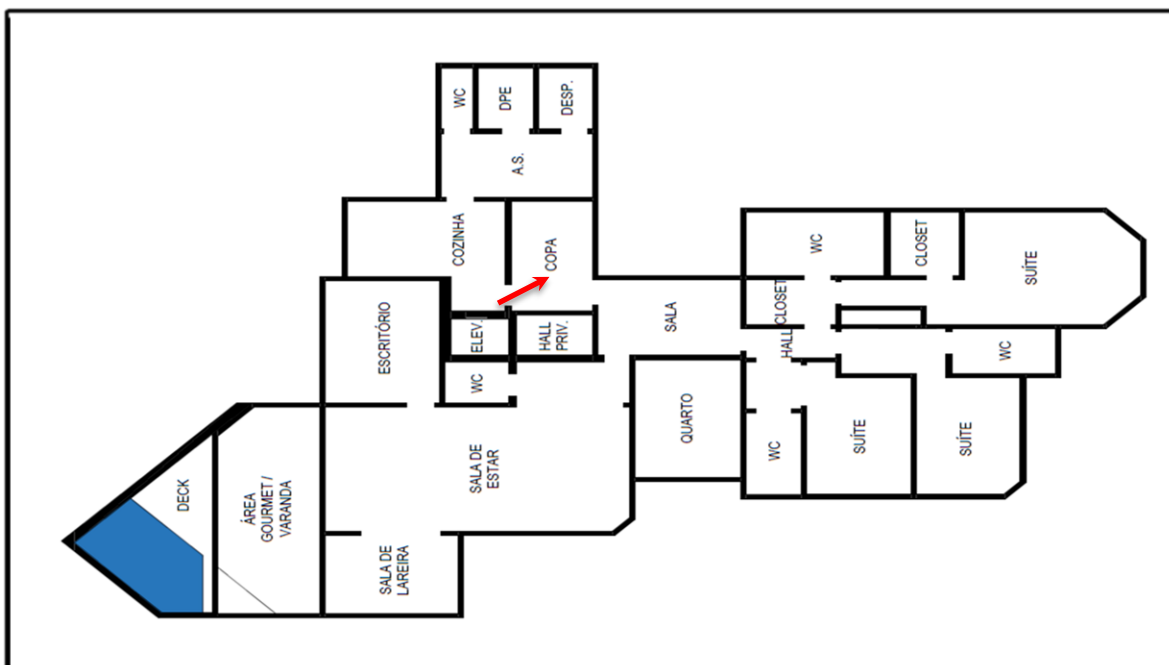 WC
DPE
DESP.
A.S.
COZINHA
COPA
WC
CLOSET
SUÍTE
ESCRITÓRIO
ELEV.
HALL
PRIV.
SALA
CLOSET
HALL
WC
WC
QUARTO
WC
SUÍTE
SUÍTE
DECK
ÁREA
GOURMET /
VARANDA
SALA DE
ESTAR
SALA DE
LAREIRA